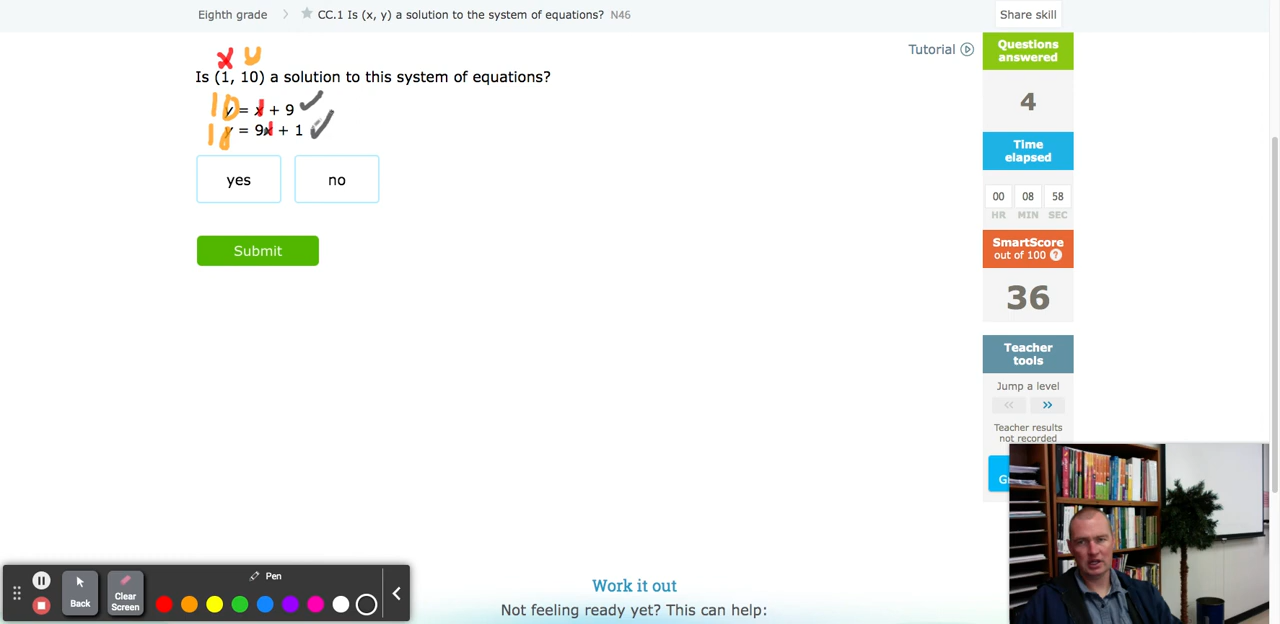 Eighth grade > CC.1 Is (x, y) a solution to the system of equations? N46
Share skill
Tutorial
x y
Is (1, 10) a solution to this system of equations?
10 y = x 1 + 9 ✓
10 y = 9x 1 + 1 ✓
yes no
Submit
Questions
answered
4
Time
elapsed
00 08 58
HR MIN SEC
SmartScore
out of 100 ?
36
Teacher
tools
Jump a level
<< >>
Teacher results
not recorded
Work it out
Not feeling ready yet? This can help:
Pen
Back
Clear
Screen